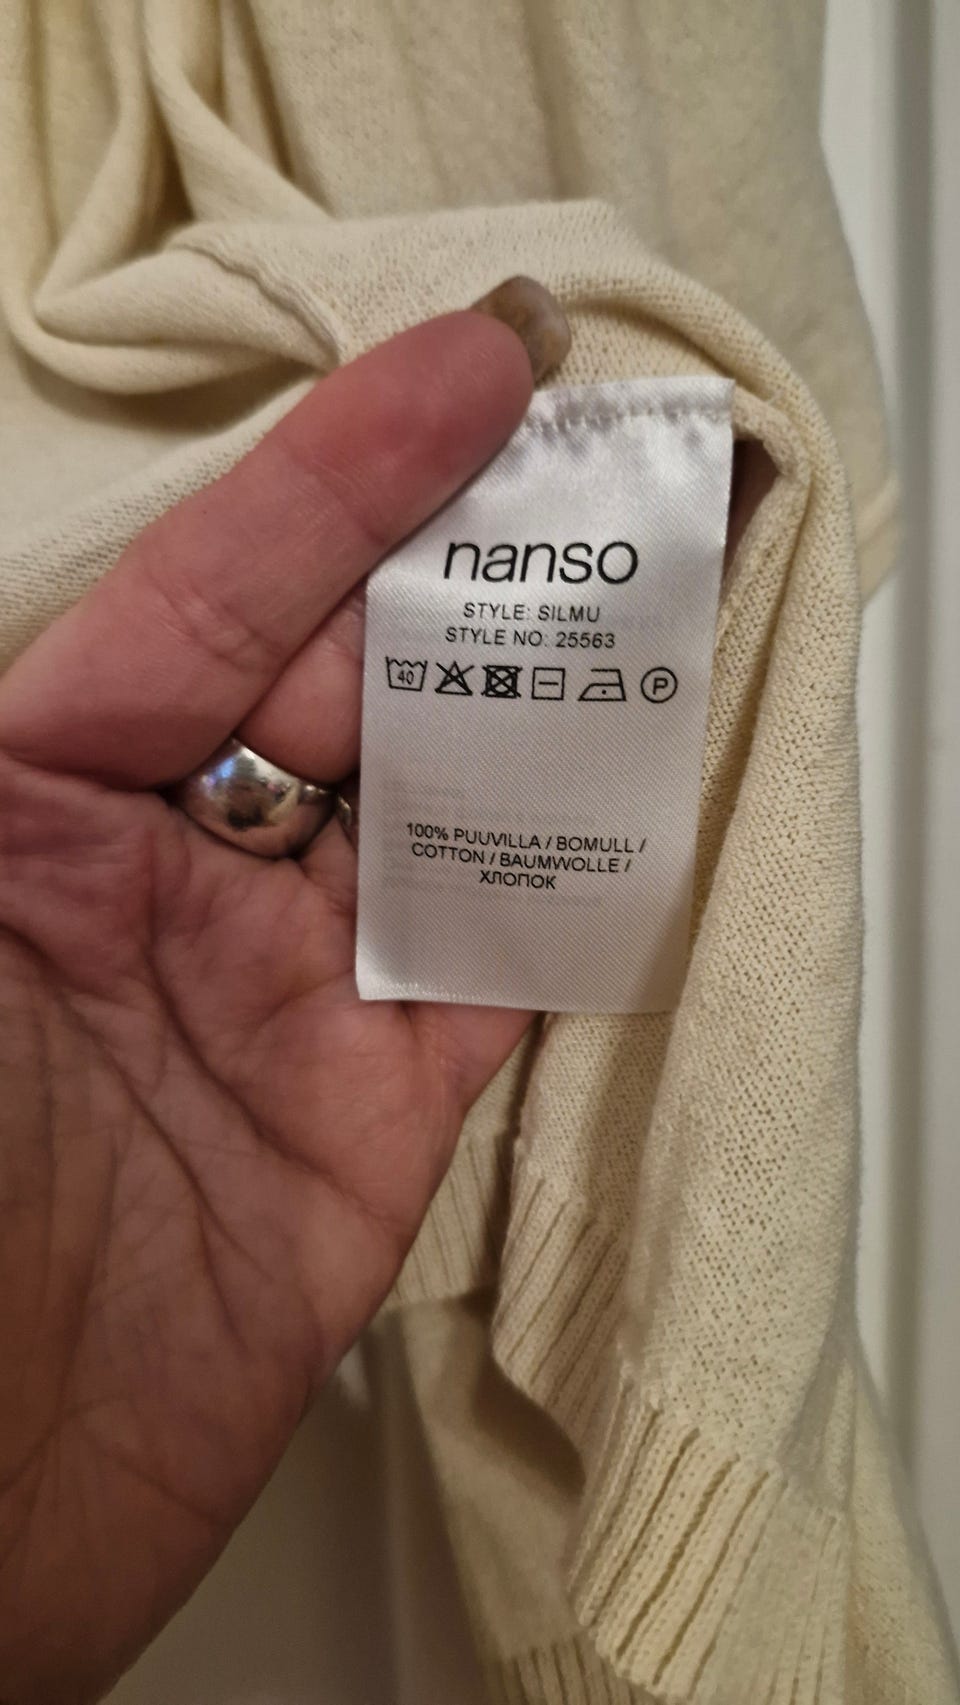 nanso
STYLE: SILMU
STYLE NO: 25563
40 P
100% PUUVILLA / BOMULL /
COTTON / BAUMWOLLE /
ХЛОПОК